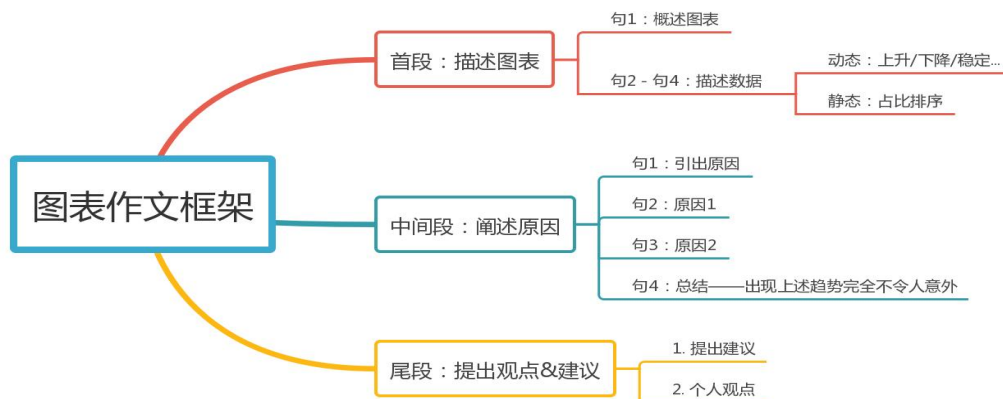 图表作文框架
首段：描述图表
句1：概述图表
句2 - 句4：描述数据
动态：上升/下降/稳定...
静态：占比排序
中间段：阐述原因
句1：引出原因
句2：原因1
句3：原因2
句4：总结——出现上述趋势完全不令人意外
尾段：提出观点&建议
1. 提出建议
2. 个人观点